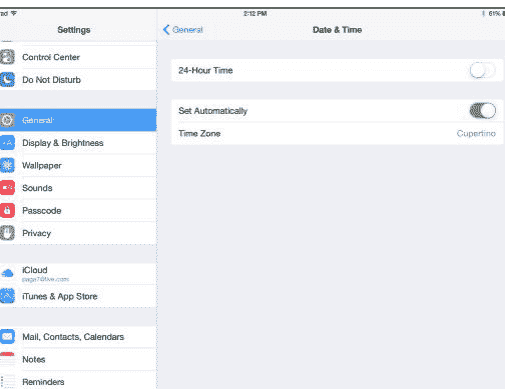 2:12 PM
61%
Settings
General
Date & Time
Control Center
Do Not Disturb
General
Display & Brightness
Wallpaper
Sounds
Passcode
Privacy
iCloud
iTunes & App Store
Mail, Contacts, Calendars
Notes
Reminders
24-Hour Time
Set Automatically
Time Zone
Cupertino